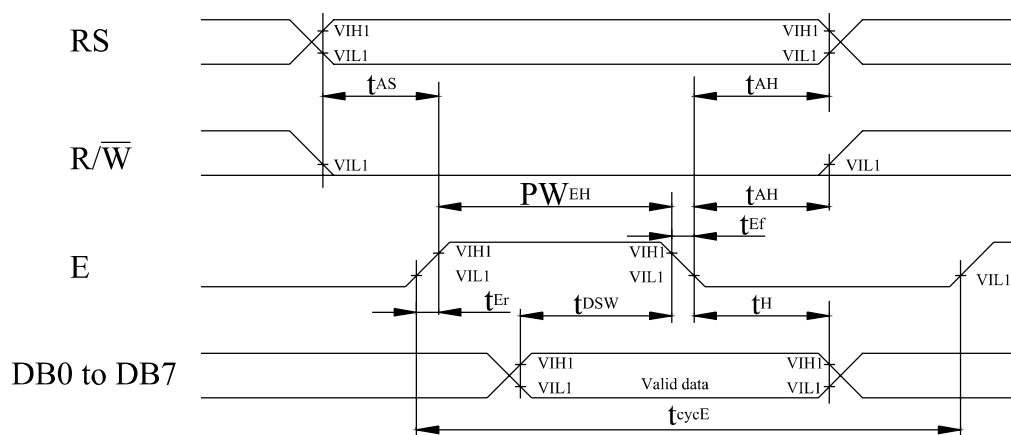 RS
VIH1 VIH1
VIL1 VIL1
tAS tAH
R/W̅ VIL1 VIL1
PWEH tAH
tEf
E VIH1 VIH1
VIL1 VIL1 VIL1
tEr tDSW tH
DB0 to DB7 VIH1 VIH1
VIL1 Valid data VIL1
tcycE